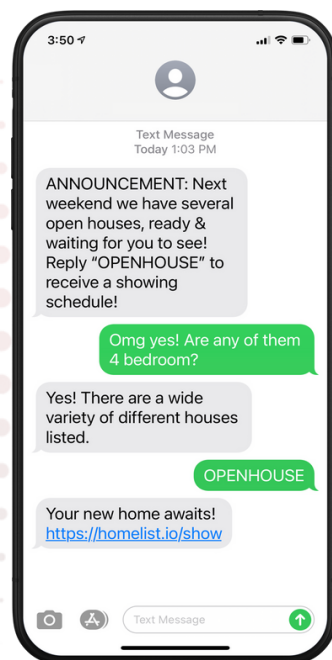 3:50
Text Message
Today 1:03 PM
ANNOUNCEMENT: Next
weekend we have several
open houses, ready &
waiting for you to see!
Reply “OPENHOUSE” to
receive a showing
schedule!
Omg yes! Are any of them
4 bedroom?
Yes! There are a wide
variety of different houses
listed.
OPENHOUSE
Your new home awaits!
https://homelist.io/show
Text Message